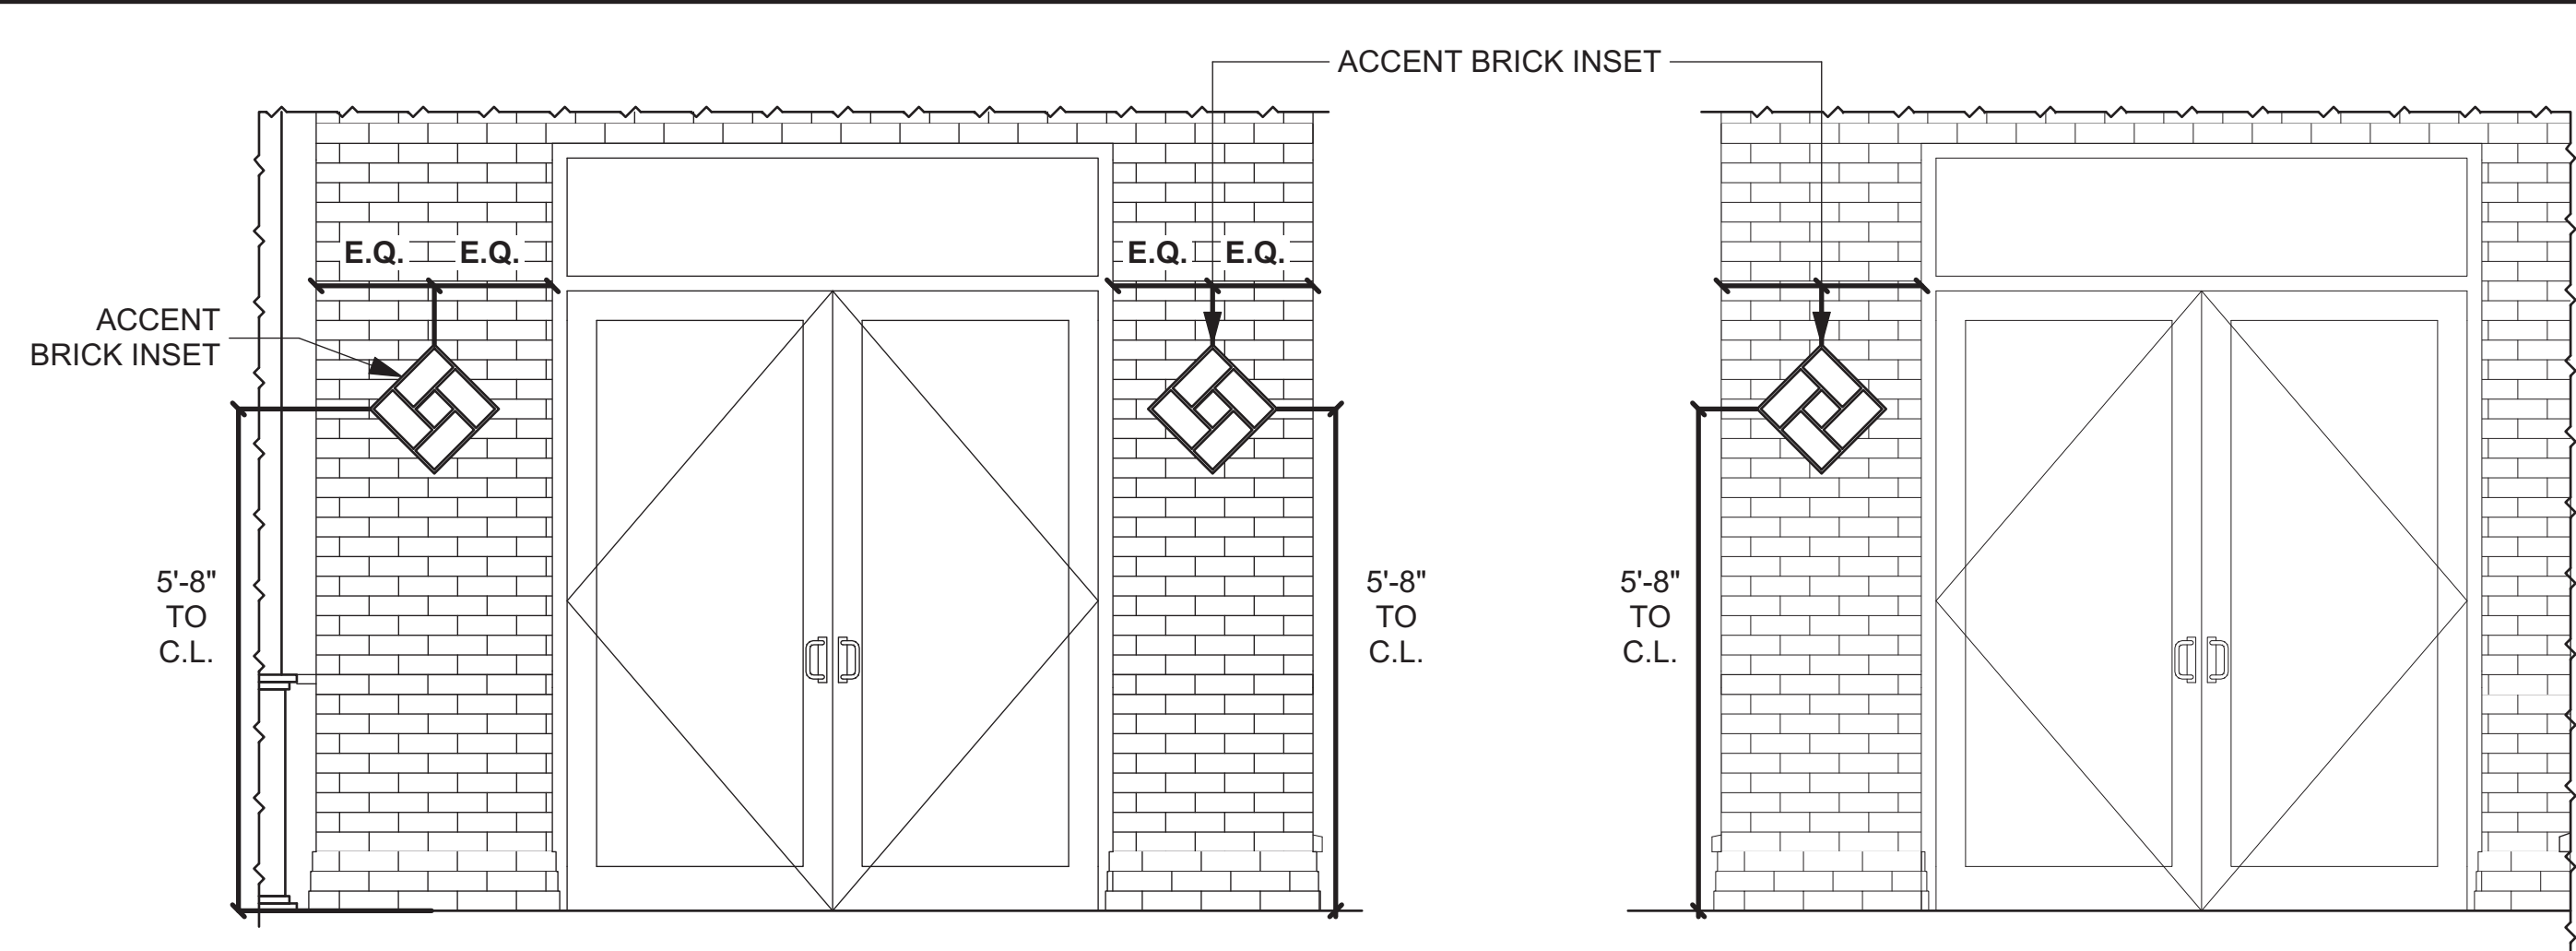 ACCENT BRICK INSET
E.Q. E.Q. E.Q. E.Q.
ACCENT
BRICK INSET
5'-8"
TO
C.L.
5'-8"
TO
C.L.
5'-8"
TO
C.L.